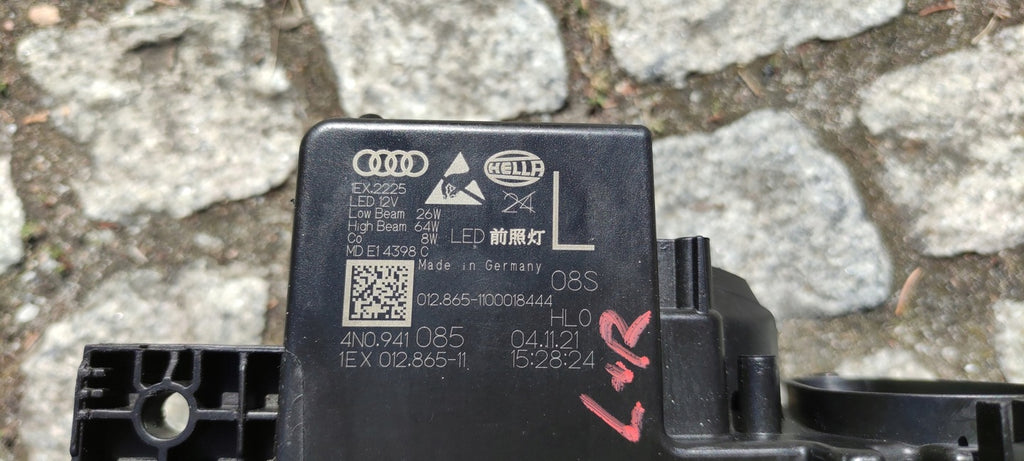 HELLA
1EX.2225
LED 12V
24
L
Low Beam 26W
High Beam 64W
Co 8W
LED 前照灯
MD E1 4398 C
Made in Germany
08S
012.865-1100018444
HL0
4N0.941 085
04.11.21
1EX 012.865-11
15:28:24
L+R